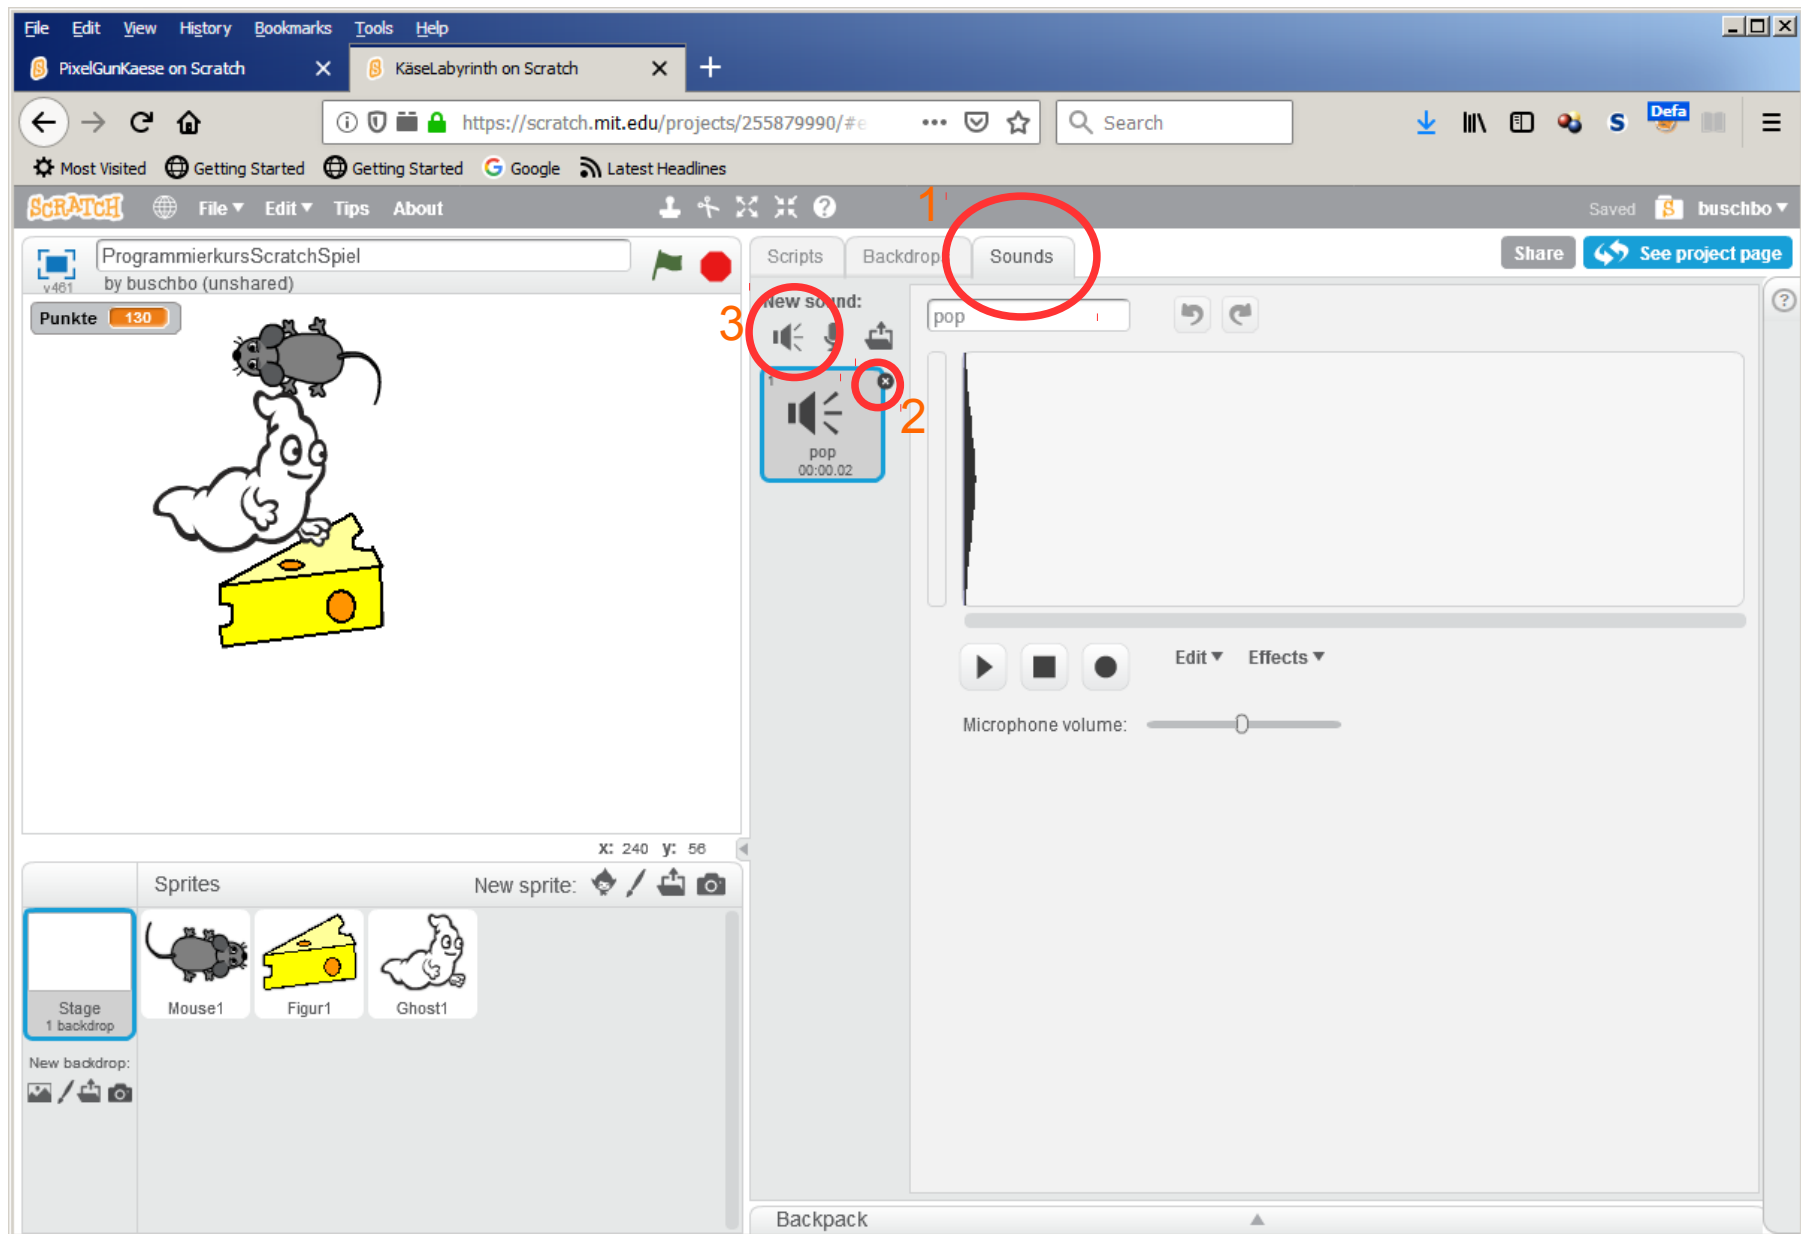 File Edit View History Bookmarks Tools Help
PixelGunKaese on Scratch
KäseLabyrinth on Scratch
https://scratch.mit.edu/projects/255879990/#e
Search
Defa
Most Visited Getting Started Getting Started Google Latest Headlines
SCRATCH File Edit Tips About
1
Saved buschbo
v461
ProgrammierkursScratchSpiel
by buschbo (unshared)
Scripts Backdrop Sounds
Share See project page
Punkte 130
New sound:
pop
3
1
2
pop
00:00.02
Edit Effects
Microphone volume:
x: 240 y: 56
Sprites New sprite:
Stage
1 backdrop
Mouse1 Figur1 Ghost1
New backdrop:
Backpack